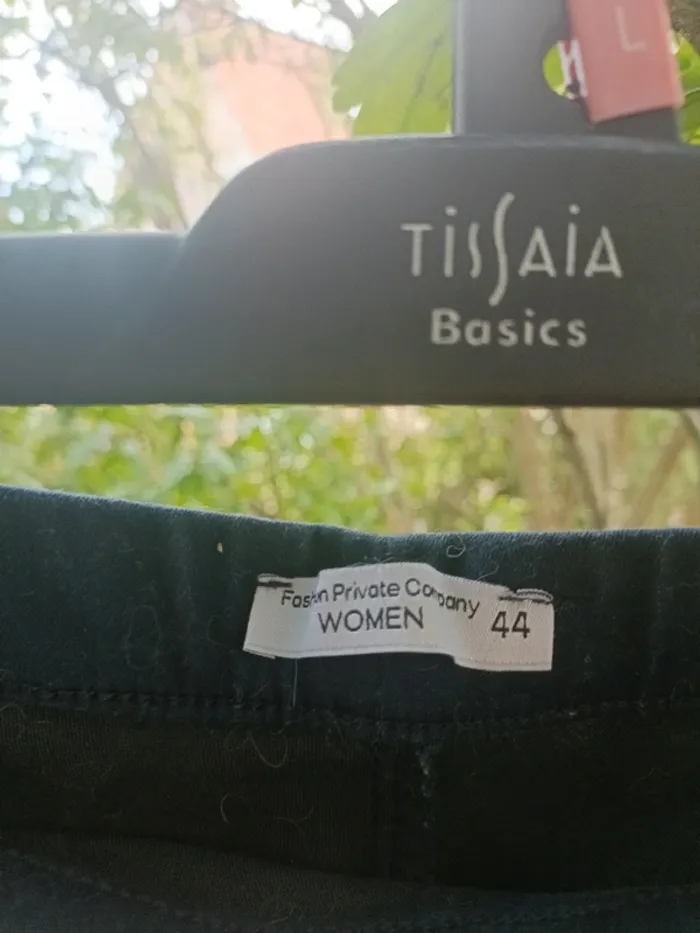 L
TISSAIA
Basics
Fashion Private Company
WOMEN
44